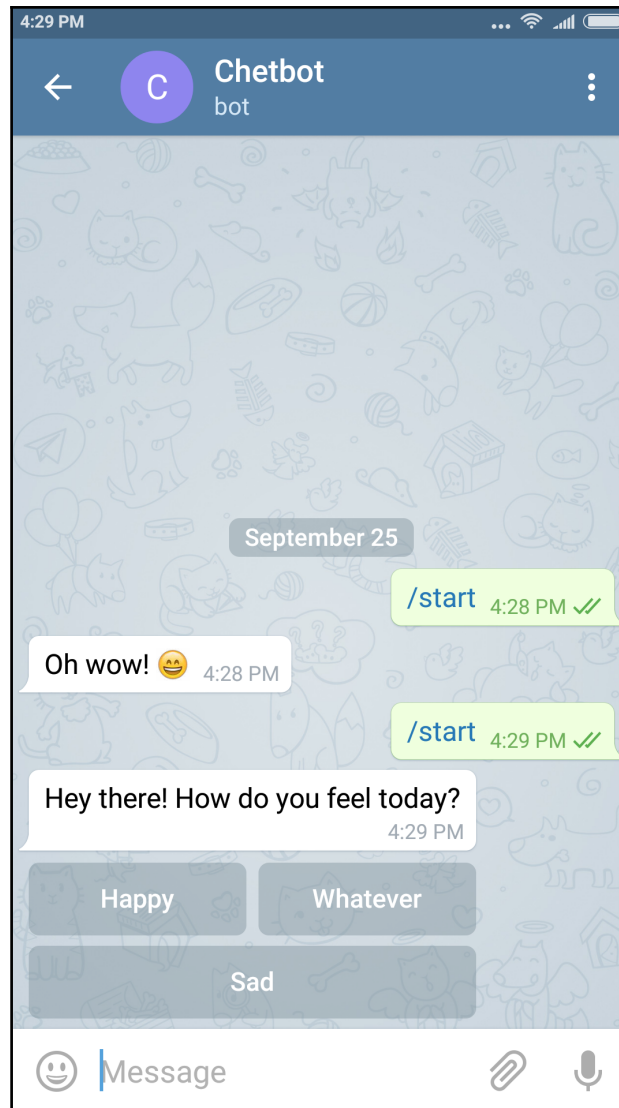 4:29 PM
C
Chetbot
bot
September 25
/start 4:28 PM
Oh wow! 😄 4:28 PM
/start 4:29 PM
Hey there! How do you feel today?
4:29 PM
Happy Whatever
Sad
Message